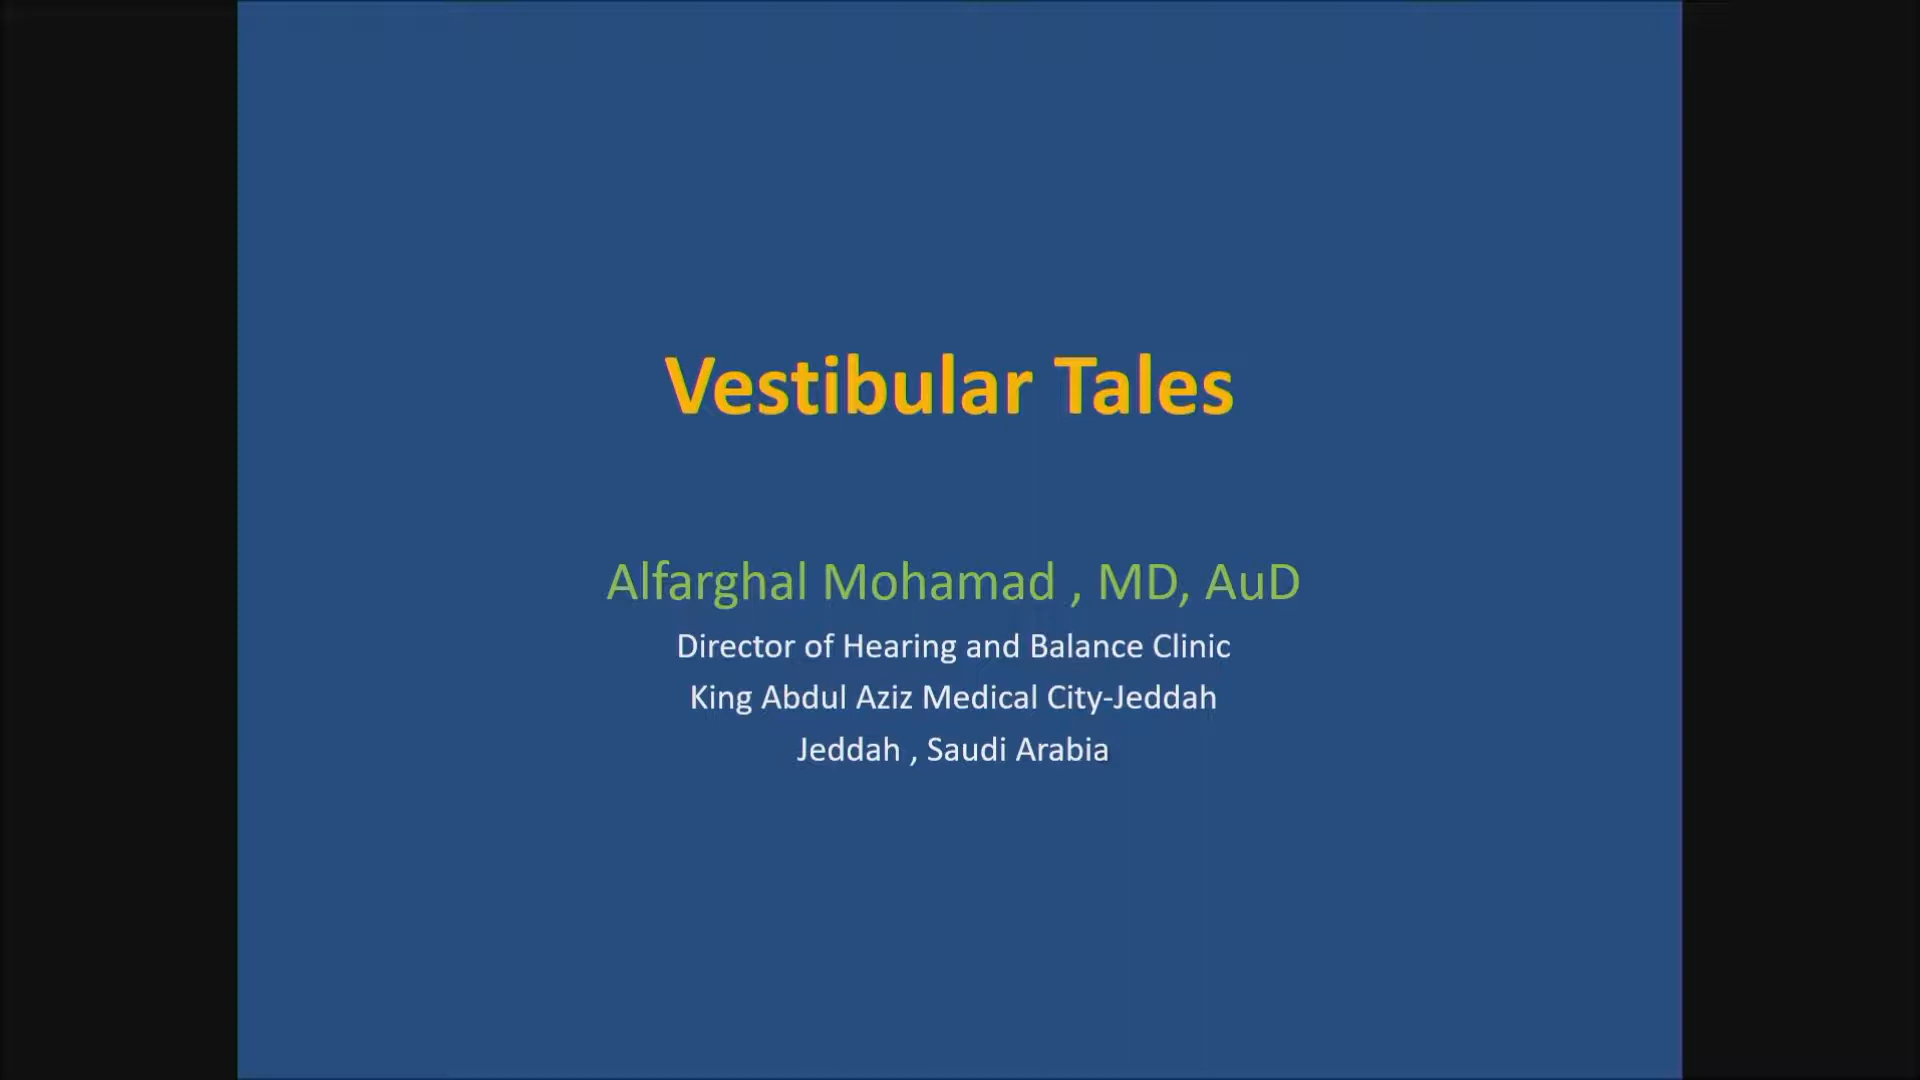 Vestibular Tales
Alfarghal Mohamad , MD, AuD
Director of Hearing and Balance Clinic
King Abdul Aziz Medical City-Jeddah
Jeddah , Saudi Arabia